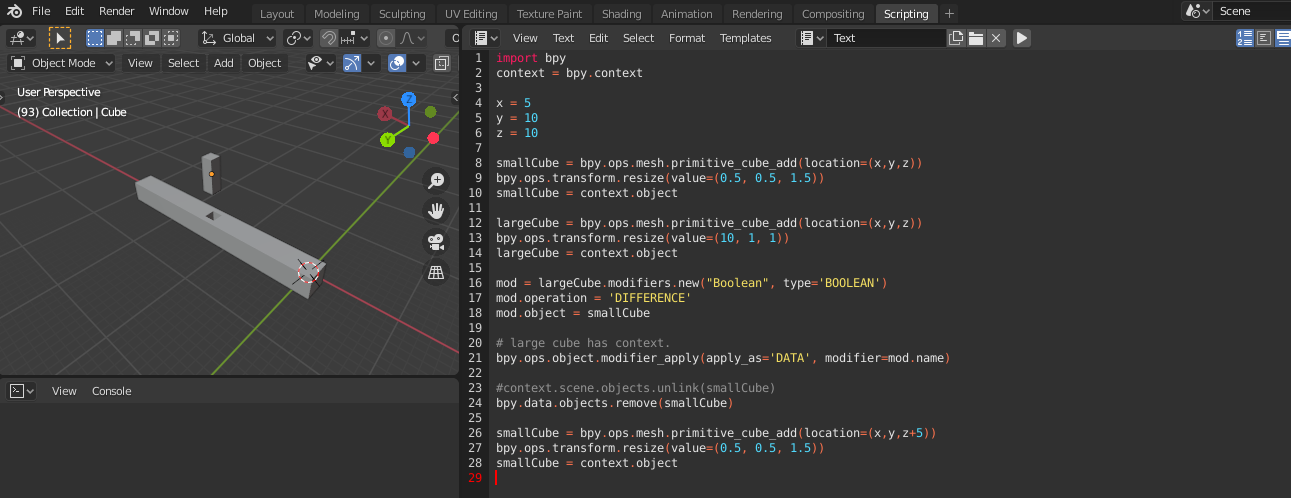 File Edit Render Window Help
Layout Modeling Sculpting UV Editing Texture Paint Shading Animation Rendering Compositing Scripting +
Scene
Global
View Text Edit Select Format Templates
Text
Object Mode View Select Add Object
User Perspective
(93) Collection | Cube
Z
X
Y
1 import bpy
2 context = bpy.context
3
4 x = 5
5 y = 10
6 z = 10
7
8 smallCube = bpy.ops.mesh.primitive_cube_add(location=(x,y,z))
9 bpy.ops.transform.resize(value=(0.5, 0.5, 1.5))
10 smallCube = context.object
11
12 largeCube = bpy.ops.mesh.primitive_cube_add(location=(x,y,z))
13 bpy.ops.transform.resize(value=(10, 1, 1))
14 largeCube = context.object
15
16 mod = largeCube.modifiers.new("Boolean", type='BOOLEAN')
17 mod.operation = 'DIFFERENCE'
18 mod.object = smallCube
19
20 # large cube has context.
21 bpy.ops.object.modifier_apply(apply_as='DATA', modifier=mod.name)
22
23 #context.scene.objects.unlink(smallCube)
24 bpy.data.objects.remove(smallCube)
25
26 smallCube = bpy.ops.mesh.primitive_cube_add(location=(x,y,z+5))
27 bpy.ops.transform.resize(value=(0.5, 0.5, 1.5))
28 smallCube = context.object
29
View Console